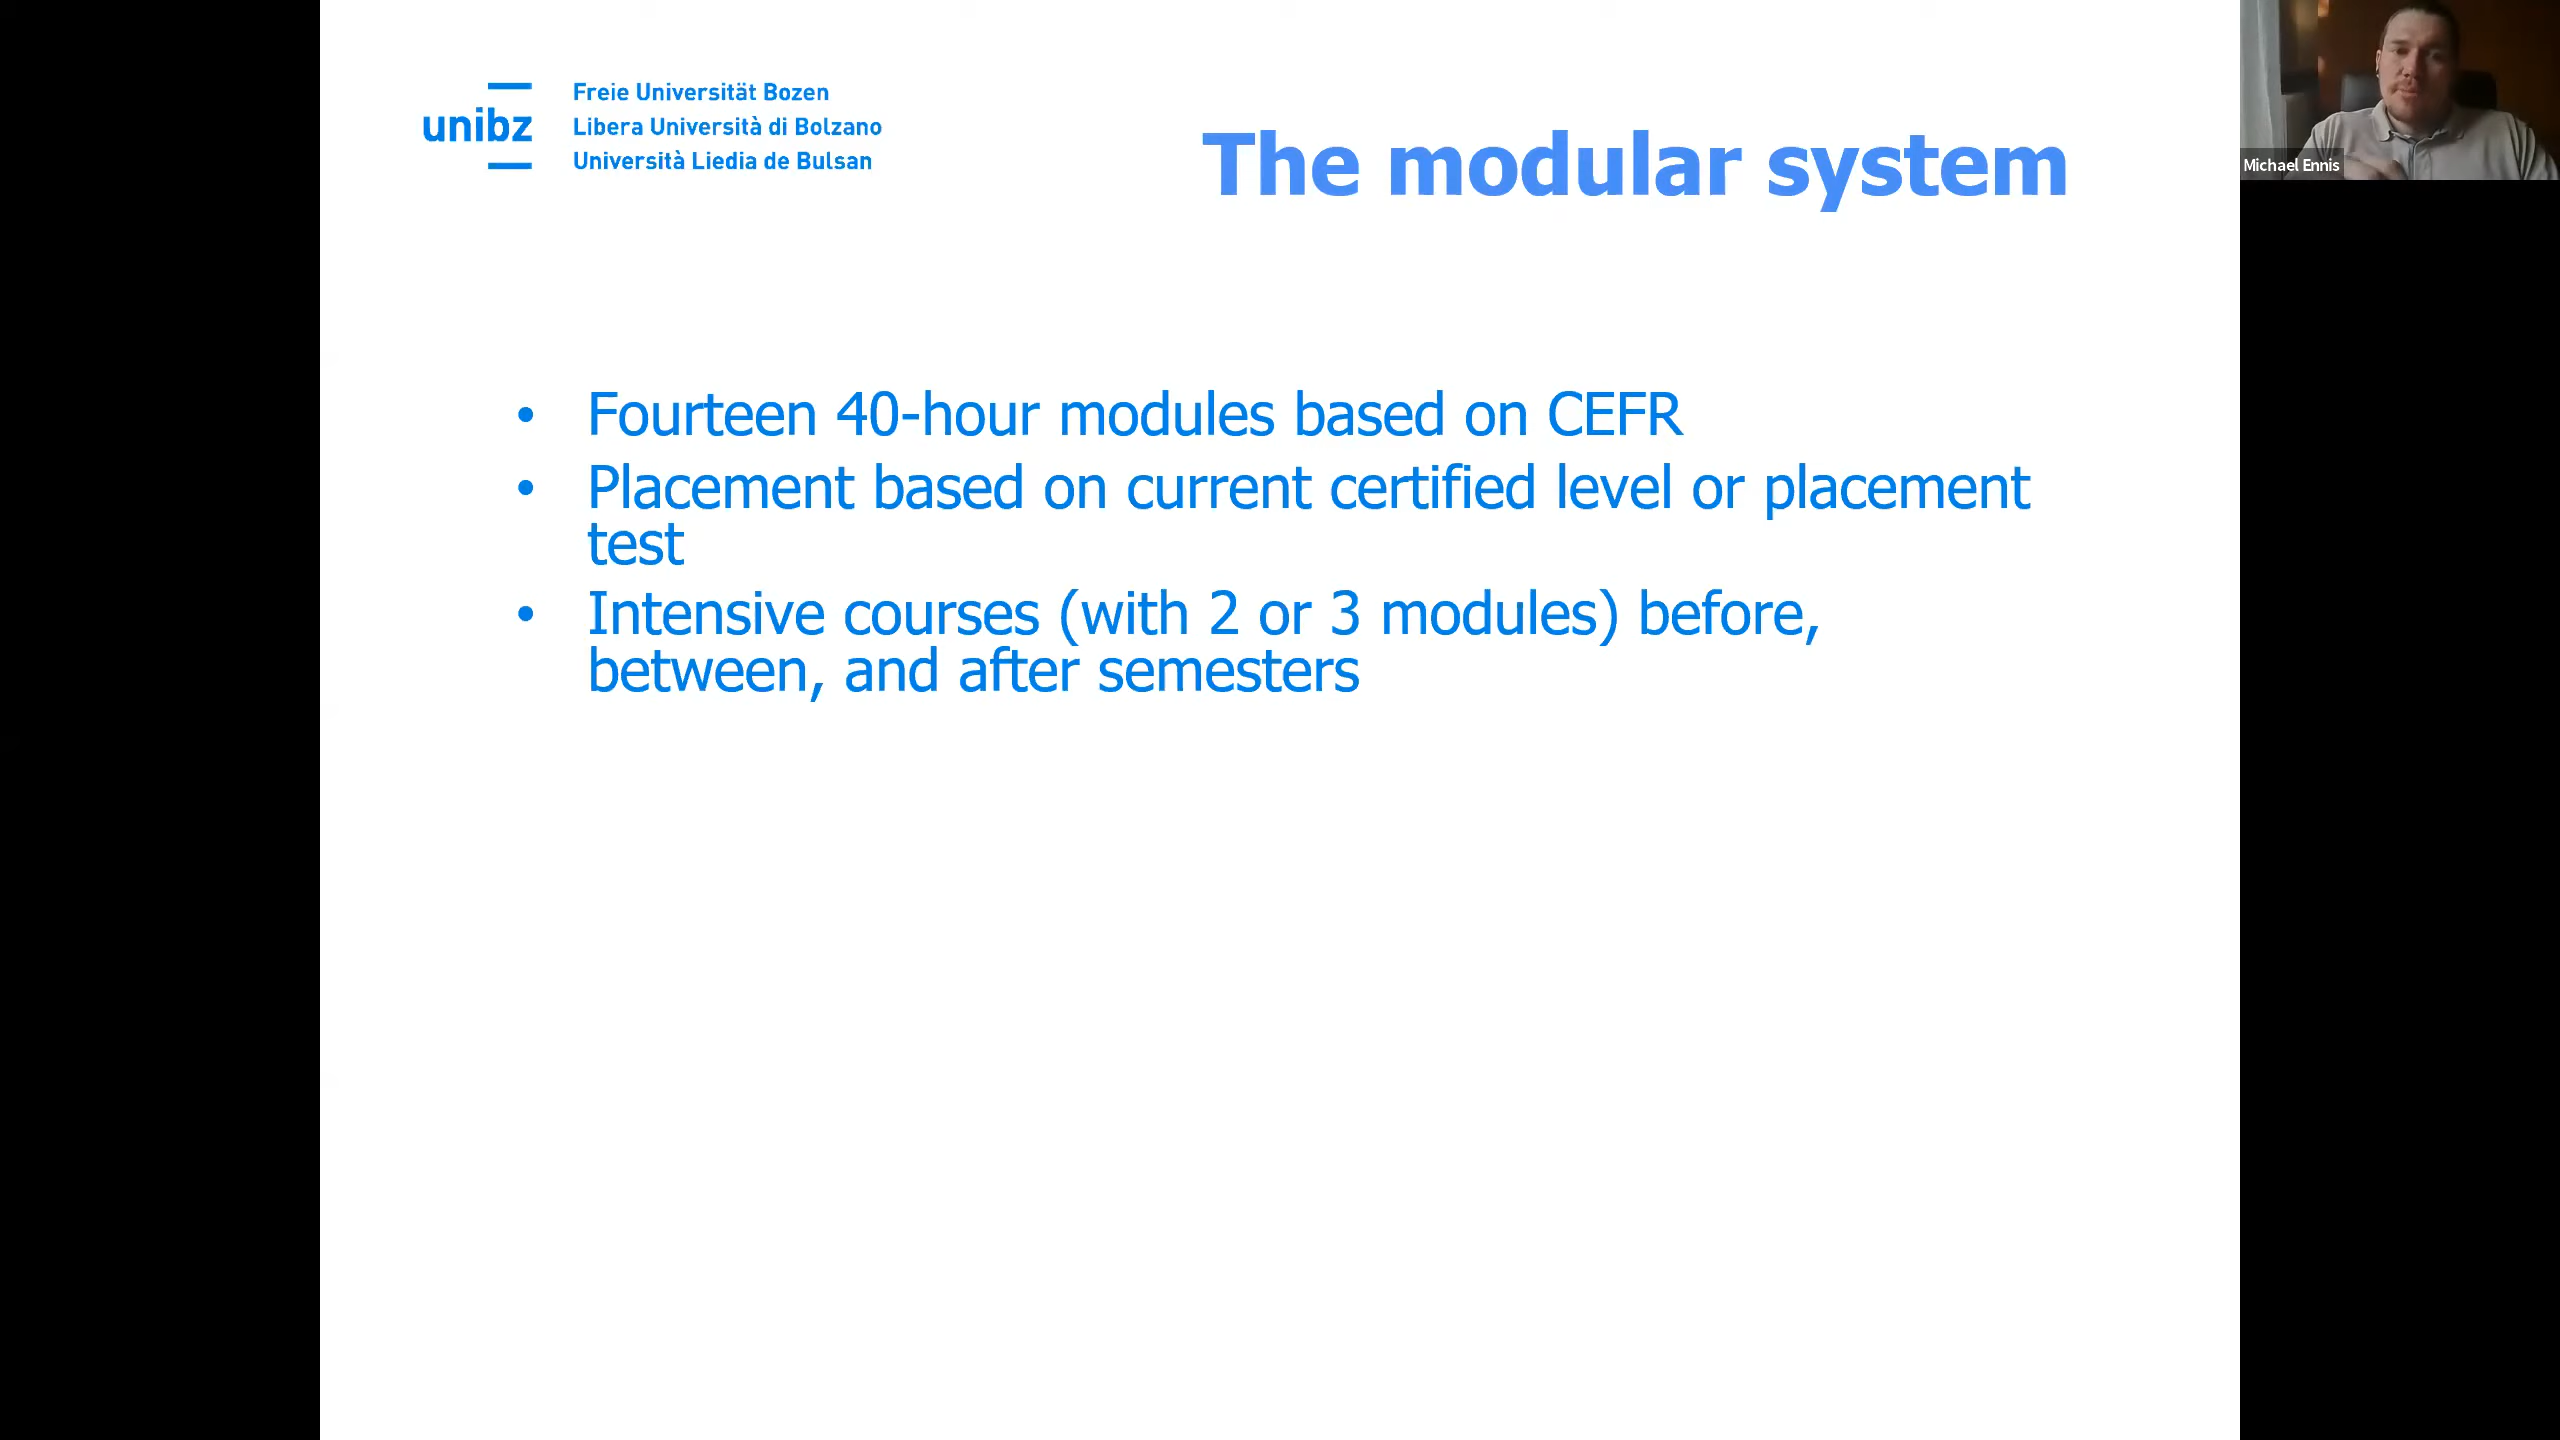 unibz
Freie Universität Bozen
Libera Università di Bolzano
Università Liedia de Bulsan
The modular system
Michael Ennis
• Fourteen 40-hour modules based on CEFR
• Placement based on current certified level or placement
test
• Intensive courses (with 2 or 3 modules) before,
between, and after semesters